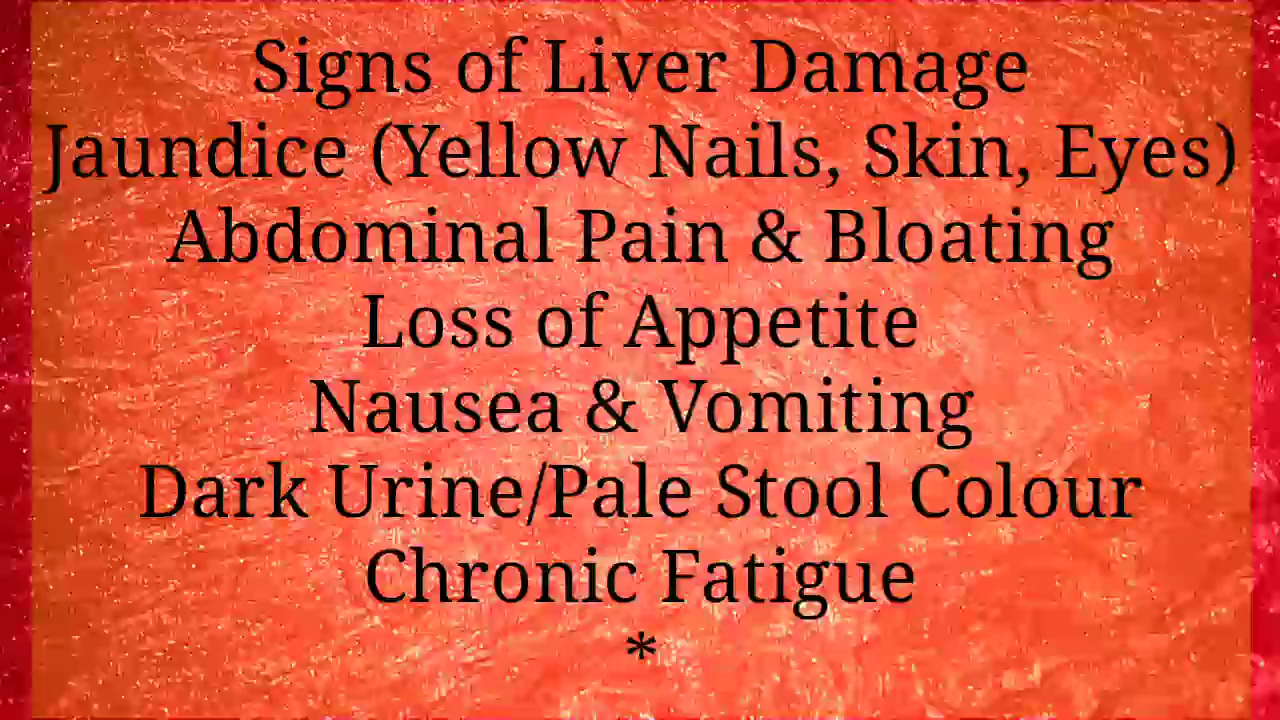 Signs of Liver Damage
Jaundice (Yellow Nails, Skin, Eyes)
Abdominal Pain & Bloating
Loss of Appetite
Nausea & Vomiting
Dark Urine/Pale Stool Colour
Chronic Fatigue
*